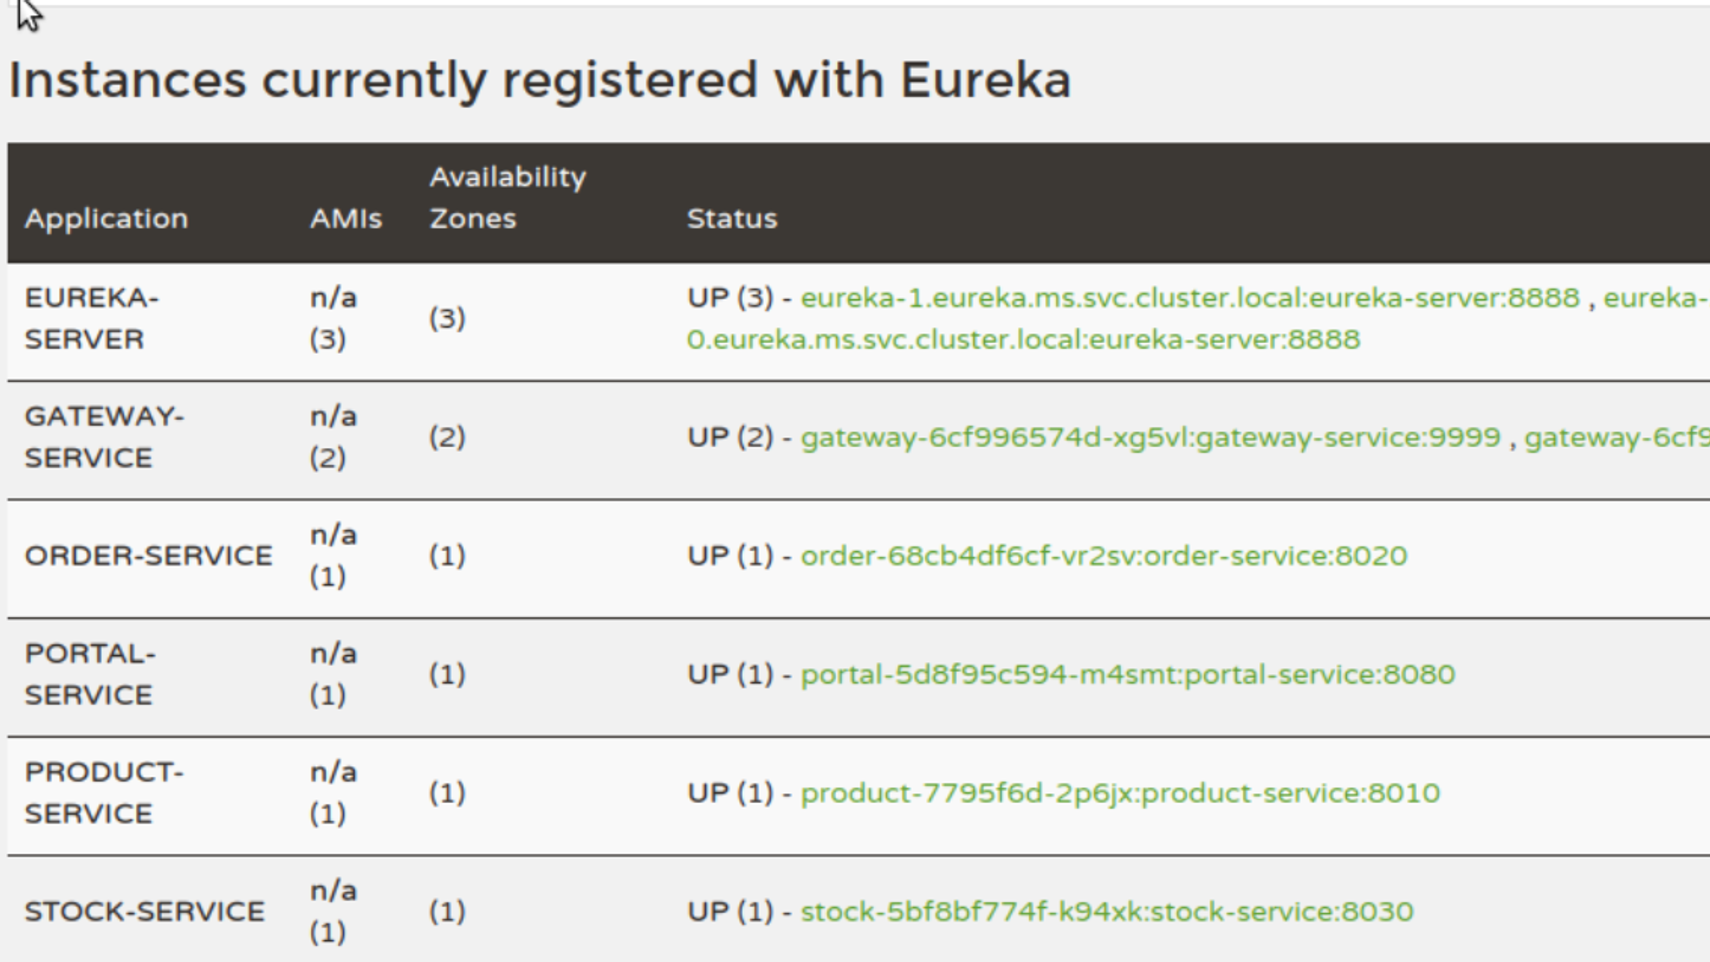 Instances currently registered with Eureka
Application AMIs Availability Zones Status
EUREKA-SERVER n/a (3) (3) UP (3) - eureka-1.eureka.ms.svc.cluster.local:eureka-server:8888 , eureka-
0.eureka.ms.svc.cluster.local:eureka-server:8888
GATEWAY-SERVICE n/a (2) (2) UP (2) - gateway-6cf996574d-xg5vl:gateway-service:9999 , gateway-6cf9
ORDER-SERVICE n/a (1) (1) UP (1) - order-68cb4df6cf-vr2sv:order-service:8020
PORTAL-SERVICE n/a (1) (1) UP (1) - portal-5d8f95c594-m4smt:portal-service:8080
PRODUCT-SERVICE n/a (1) (1) UP (1) - product-7795f6d-2p6jx:product-service:8010
STOCK-SERVICE n/a (1) (1) UP (1) - stock-5bf8bf774f-k94xk:stock-service:8030